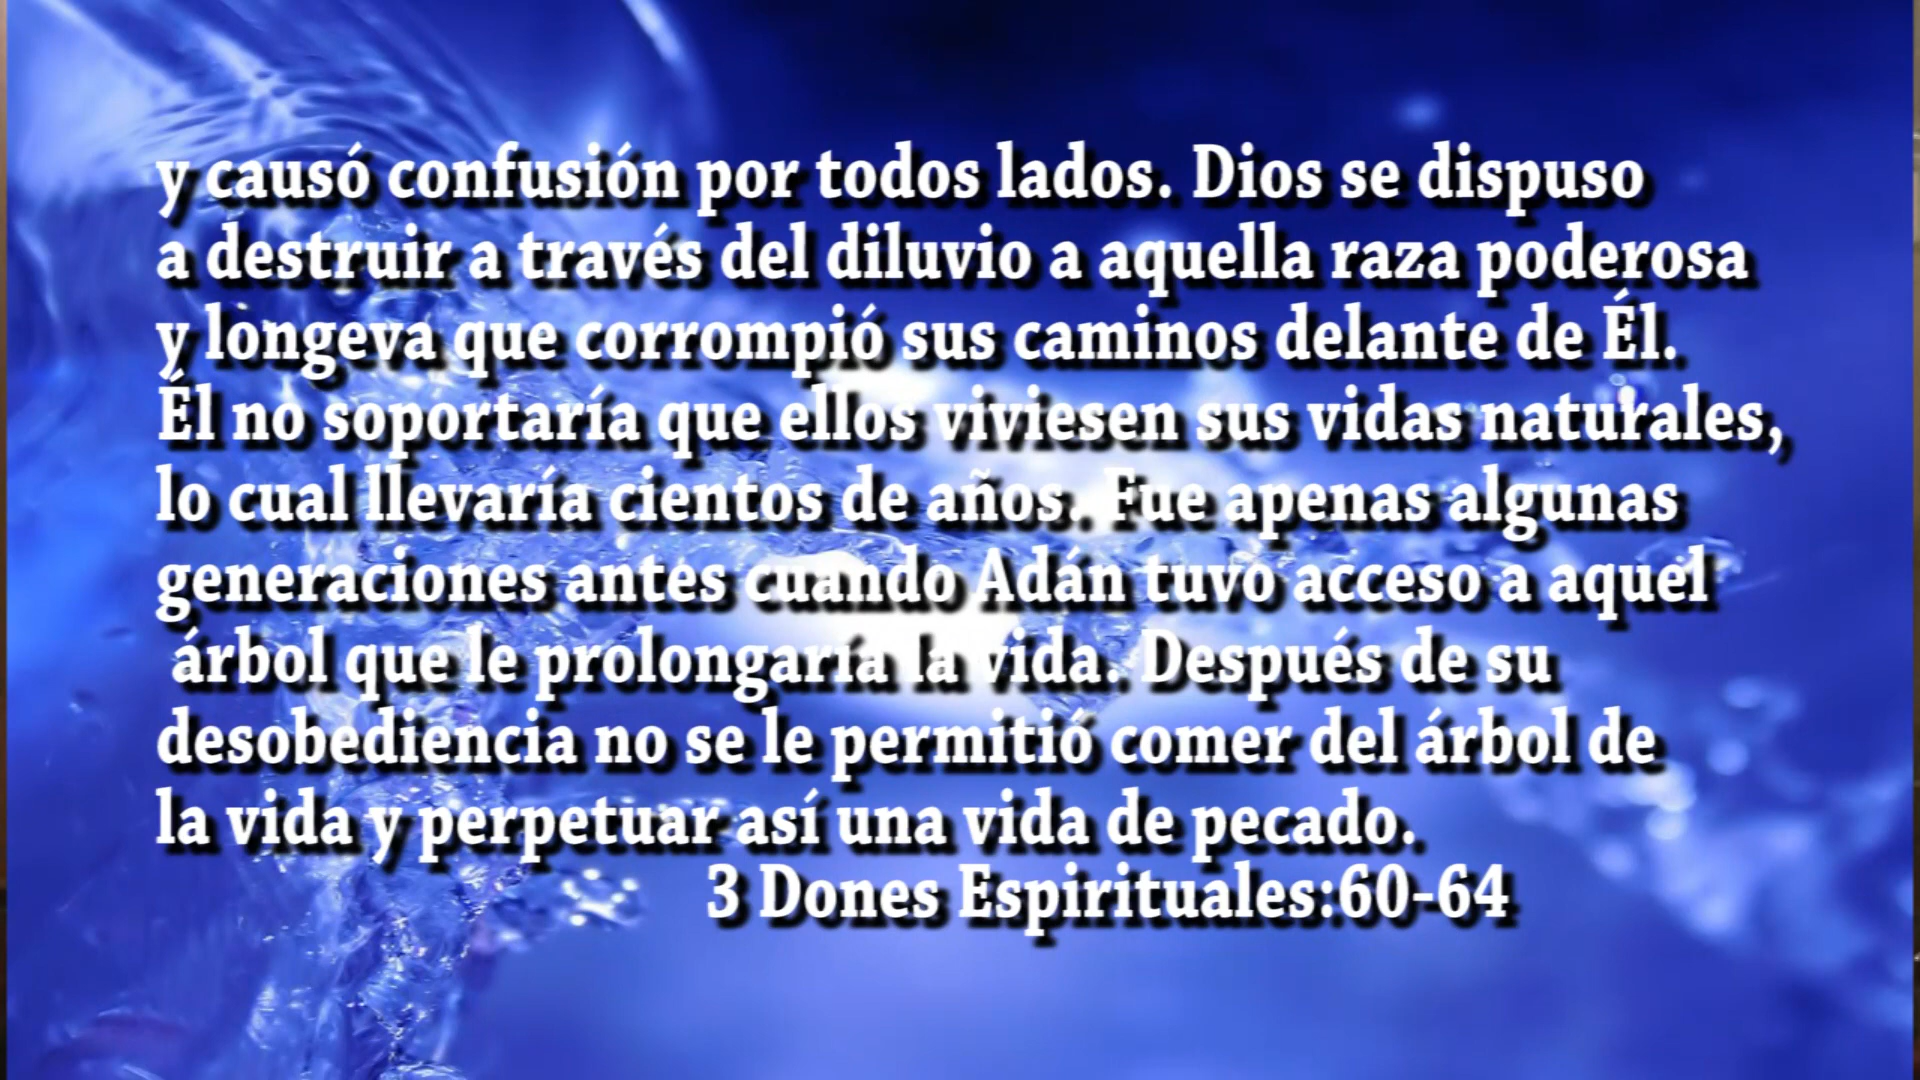 y causó confusión por todos lados. Dios se dispuso
a destruir a través del diluvio a aquella raza poderosa
y longeva que corrompió sus caminos delante de Él.
Él no soportaría que ellos viviesen sus vidas naturales,
lo cual llevaría cientos de años. Fue apenas algunas
generaciones antes cuando Adán tuvo acceso a aquel
árbol que le prolongaría la vida. Después de su
desobediencia no se le permitió comer del árbol de
la vida y perpetuar así una vida de pecado.
3 Dones Espirituales:60-64